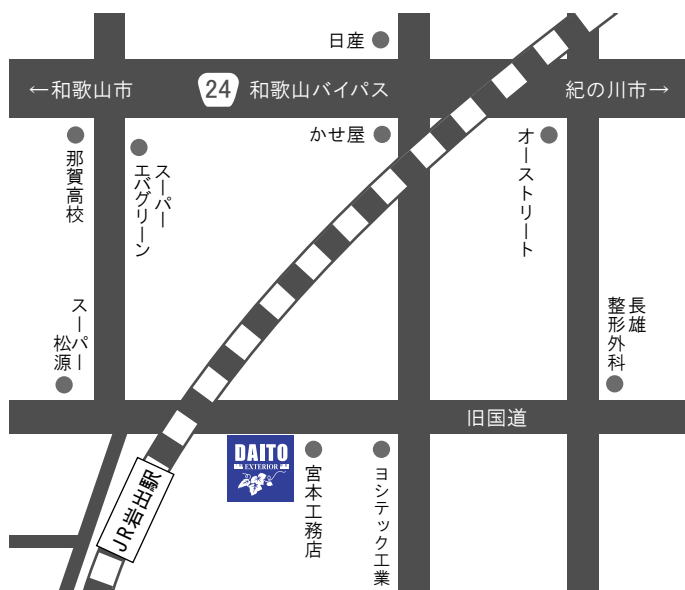 日産
←和歌山市
24
和歌山バイパス
紀の川市→
かせ屋
オーストリート
那賀高校
スーパー
エバグリーン
スーパー
松源
長雄
整形外科
旧国道
DAITO
EXTERIOR
宮本工務店
ヨシテック工業
JR岩出駅